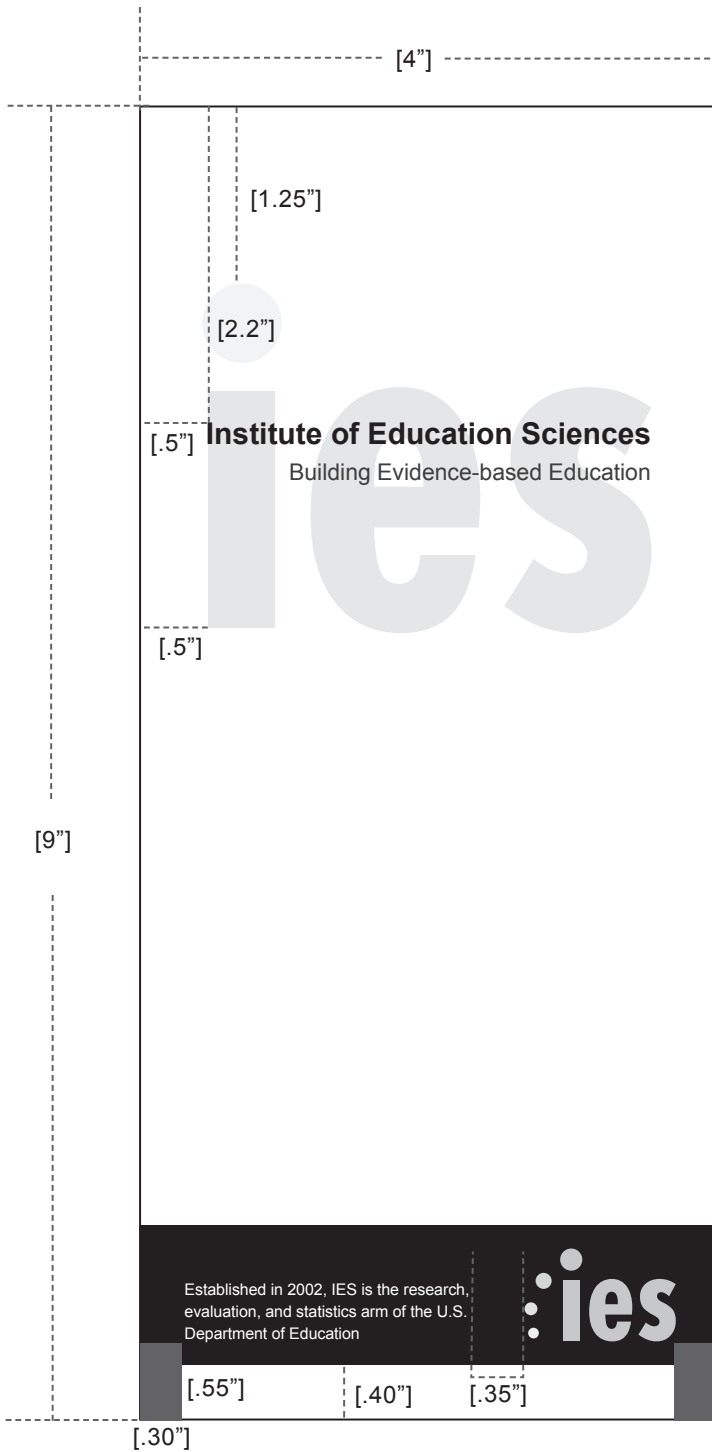 [4”]
[1.25”]
[2.2”]
ies
[.5”]
Institute of Education Sciences
Building Evidence-based Education
[.5”]
[9”]
Established in 2002, IES is the research,
evaluation, and statistics arm of the U.S.
Department of Education
ies
[.55”]
[.40”]
[.35”]
[.30”]